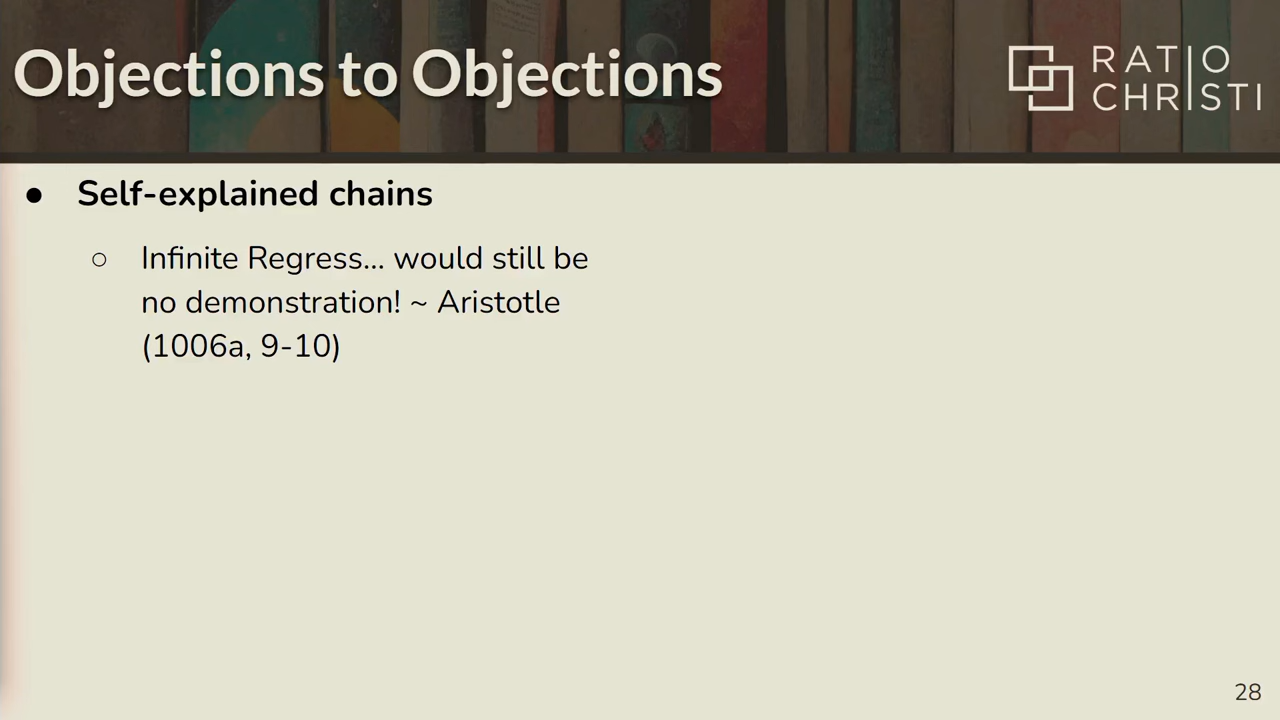 Objections to Objections
RATIO
CHRISTI
● Self-explained chains
○ Infinite Regress... would still be
no demonstration! ~ Aristotle
(1006a, 9-10)
28